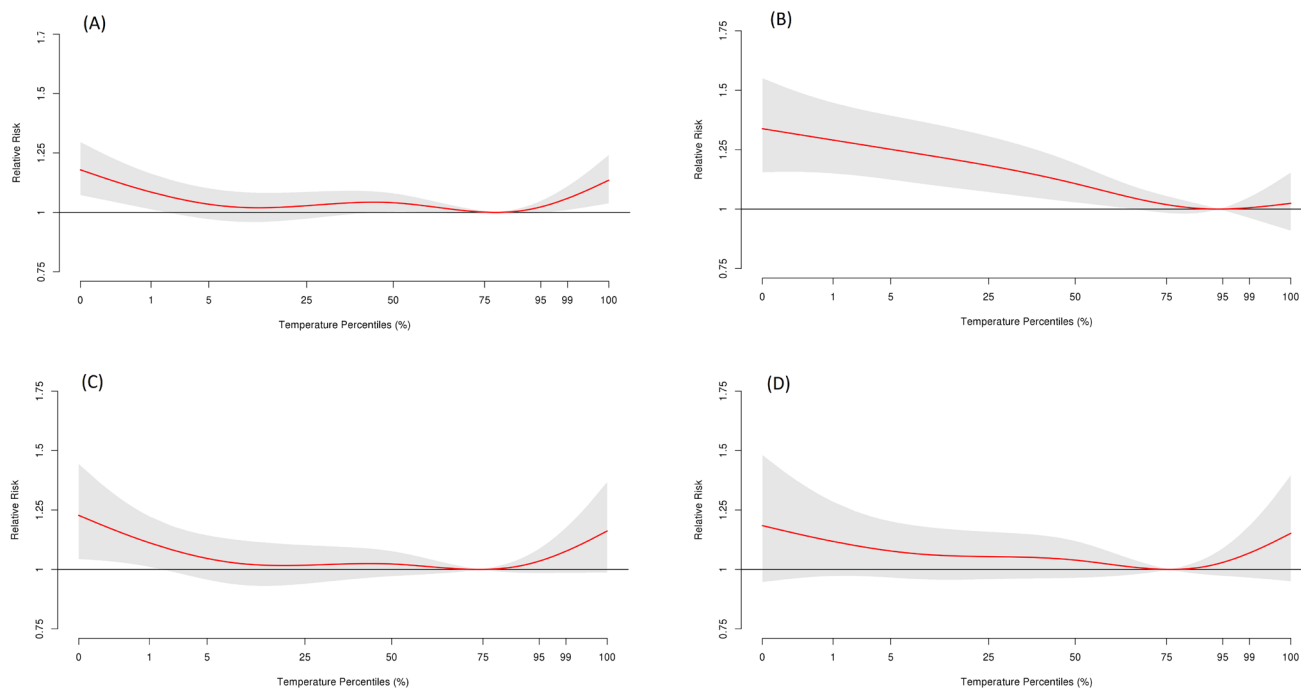 (A)
1.7
1.5
1.25
1
0.75
Relative Risk
0 1 5 25 50 75 95 99 100
Temperature Percentiles (%)
(B)
1.75
1.5
1.25
1
0.75
Relative Risk
0 1 5 25 50 75 95 99 100
Temperature Percentiles (%)
(C)
1.75
1.5
1.25
1
0.75
Relative Risk
0 1 5 25 50 75 95 99 100
Temperature Percentiles (%)
(D)
1.75
1.5
1.25
1
0.75
Relative Risk
0 1 5 25 50 75 95 99 100
Temperature Percentiles (%)